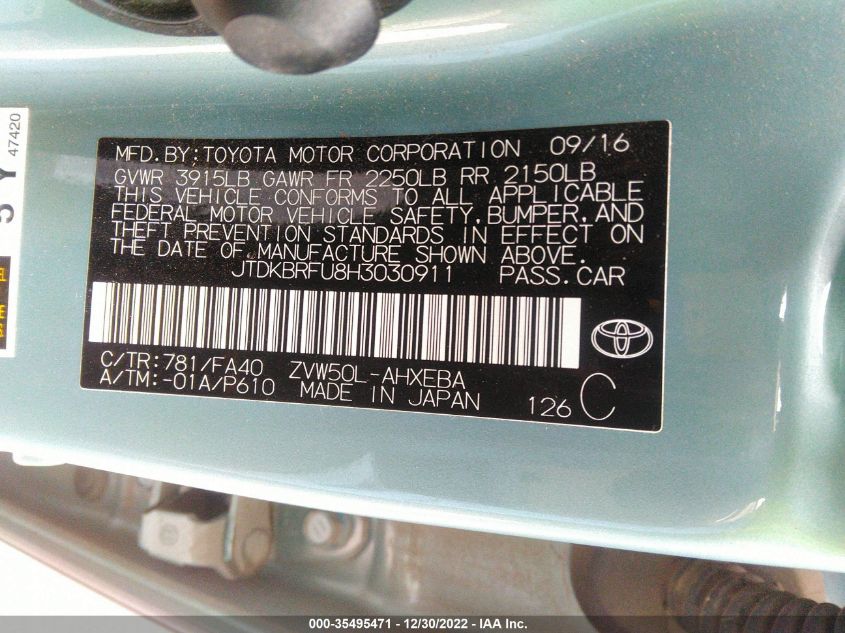 MFD. BY: TOYOTA MOTOR CORPORATION 09/16
GVWR 3915LB GAWR FR 2250LB RR 2150LB
THIS VEHICLE CONFORMS TO ALL APPLICABLE
FEDERAL MOTOR VEHICLE SAFETY, BUMPER, AND
THEFT PREVENTION STANDARDS IN EFFECT ON
THE DATE OF MANUFACTURE SHOWN ABOVE.
JTDKBRFU8H3030911 PASS. CAR
C/TR: 781/FA40 ZVW50L-AHXEBA
A/TM: -01A/P610 MADE IN JAPAN
126 C
47420
5 Y
000-35495471 - 12/30/2022 - IAA Inc.